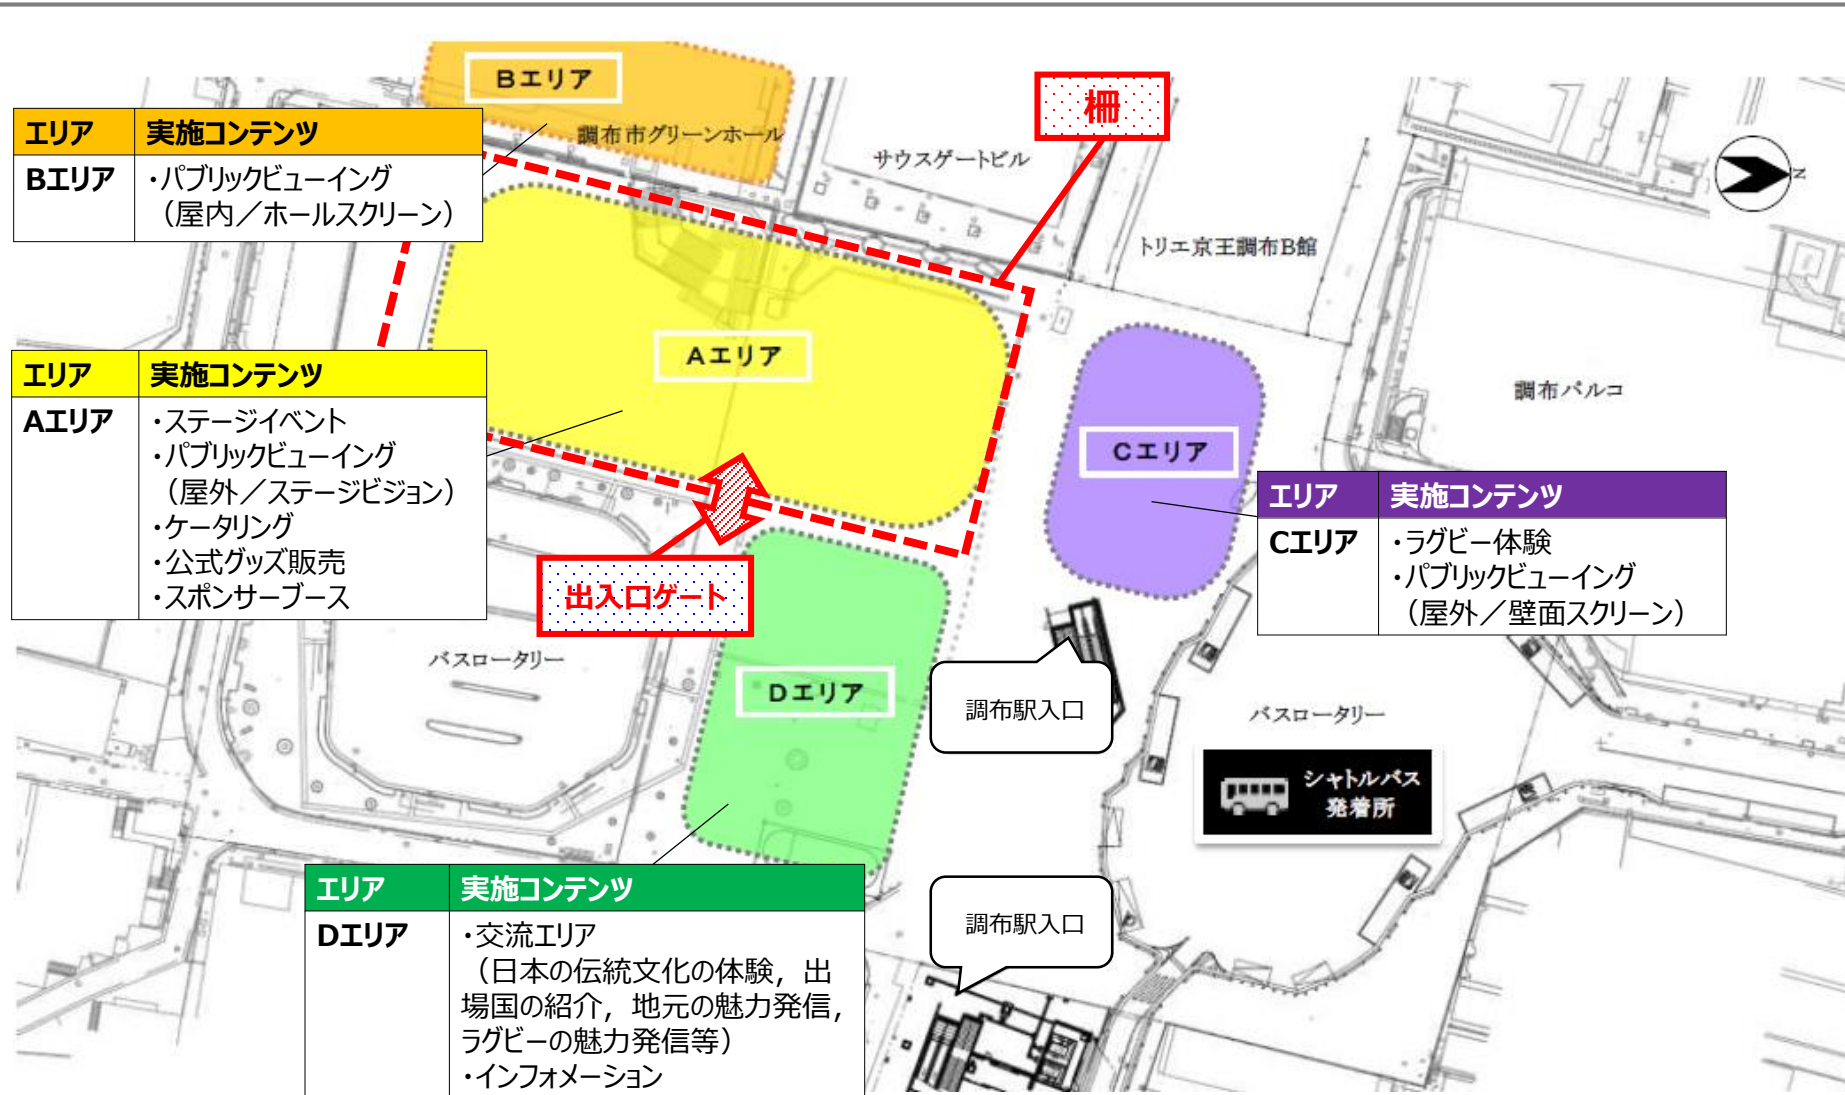 Bエリア
柵
調布市グリーンホール
サウスゲートビル
エリア 実施コンテンツ
Bエリア ・パブリックビューイング
（屋内／ホールスクリーン）
N
トリエ京王調布B館
Aエリア
エリア 実施コンテンツ
Aエリア ・ステージイベント
・パブリックビューイング
（屋外／ステージビジョン）
・ケータリング
・公式グッズ販売
・スポンサーブース
調布パルコ
Cエリア
エリア 実施コンテンツ
Cエリア ・ラグビー体験
・パブリックビューイング
（屋外／壁面スクリーン）
出入口ゲート
バスロータリー
Dエリア
調布駅入口
バスロータリー
シャトルバス
発着所
調布駅入口
エリア 実施コンテンツ
Dエリア ・交流エリア
（日本の伝統文化の体験，出
場国の紹介，地元の魅力発信，
ラグビーの魅力発信等）
・インフォメーション